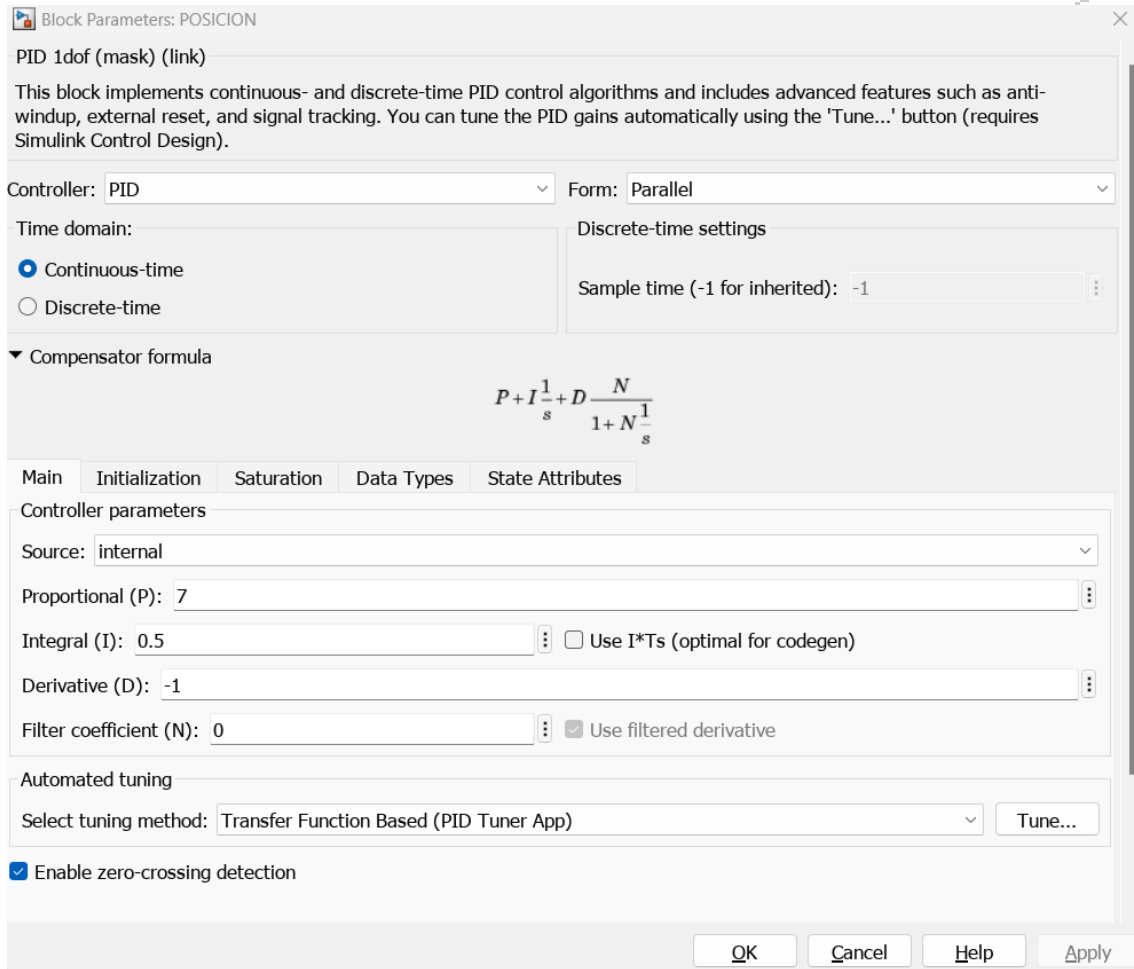 Block Parameters: POSICION
PID 1dof (mask) (link)
This block implements continuous- and discrete-time PID control algorithms and includes advanced features such as anti-
windup, external reset, and signal tracking. You can tune the PID gains automatically using the 'Tune...' button (requires
Simulink Control Design).
Controller: PID Form: Parallel
Time domain: Discrete-time settings
Continuous-time
Sample time (-1 for inherited): -1
Discrete-time
Compensator formula
P + I 1/s + D N/(1 + N 1/s)
Main Initialization Saturation Data Types State Attributes
Controller parameters
Source: internal
Proportional (P): 7
Integral (I): 0.5 Use I*Ts (optimal for codegen)
Derivative (D): -1
Filter coefficient (N): 0 Use filtered derivative
Automated tuning
Select tuning method: Transfer Function Based (PID Tuner App) Tune...
Enable zero-crossing detection
OK Cancel Help Apply